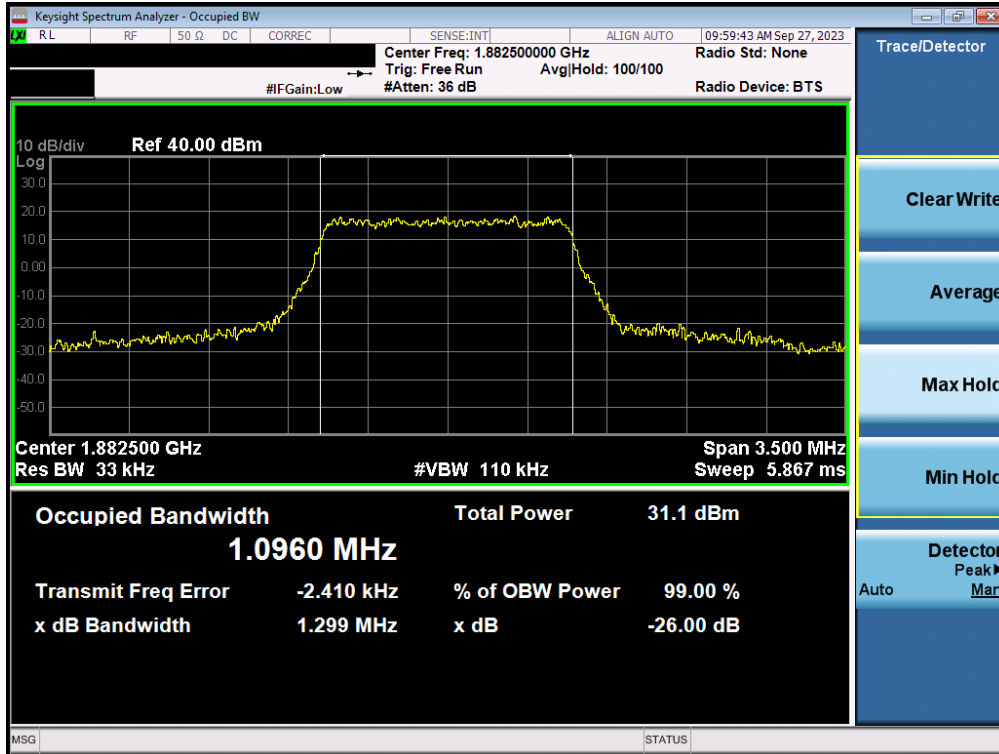 Keysight Spectrum Analyzer - Occupied BW
LXI RL RF 50 Ω DC CORREC SENSE:INT ALIGN AUTO 09:59:43 AM Sep 27, 2023
Center Freq: 1.882500000 GHz Radio Std: None
Trig: Free Run Avg|Hold: 100/100
#IFGain:Low #Atten: 36 dB Radio Device: BTS
Trace/Detector
10 dB/div Ref 40.00 dBm
Log
30.0
20.0
10.0
0.00
-10.0
-20.0
-30.0
-40.0
-50.0
Center 1.882500 GHz Span 3.500 MHz
Res BW 33 kHz #VBW 110 kHz Sweep 5.867 ms
Occupied Bandwidth Total Power 31.1 dBm
1.0960 MHz
Transmit Freq Error -2.410 kHz % of OBW Power 99.00 %
x dB Bandwidth 1.299 MHz x dB -26.00 dB
Clear Write
Average
Max Hold
Min Hold
Detector
Peak▶
Auto Man
MSG STATUS